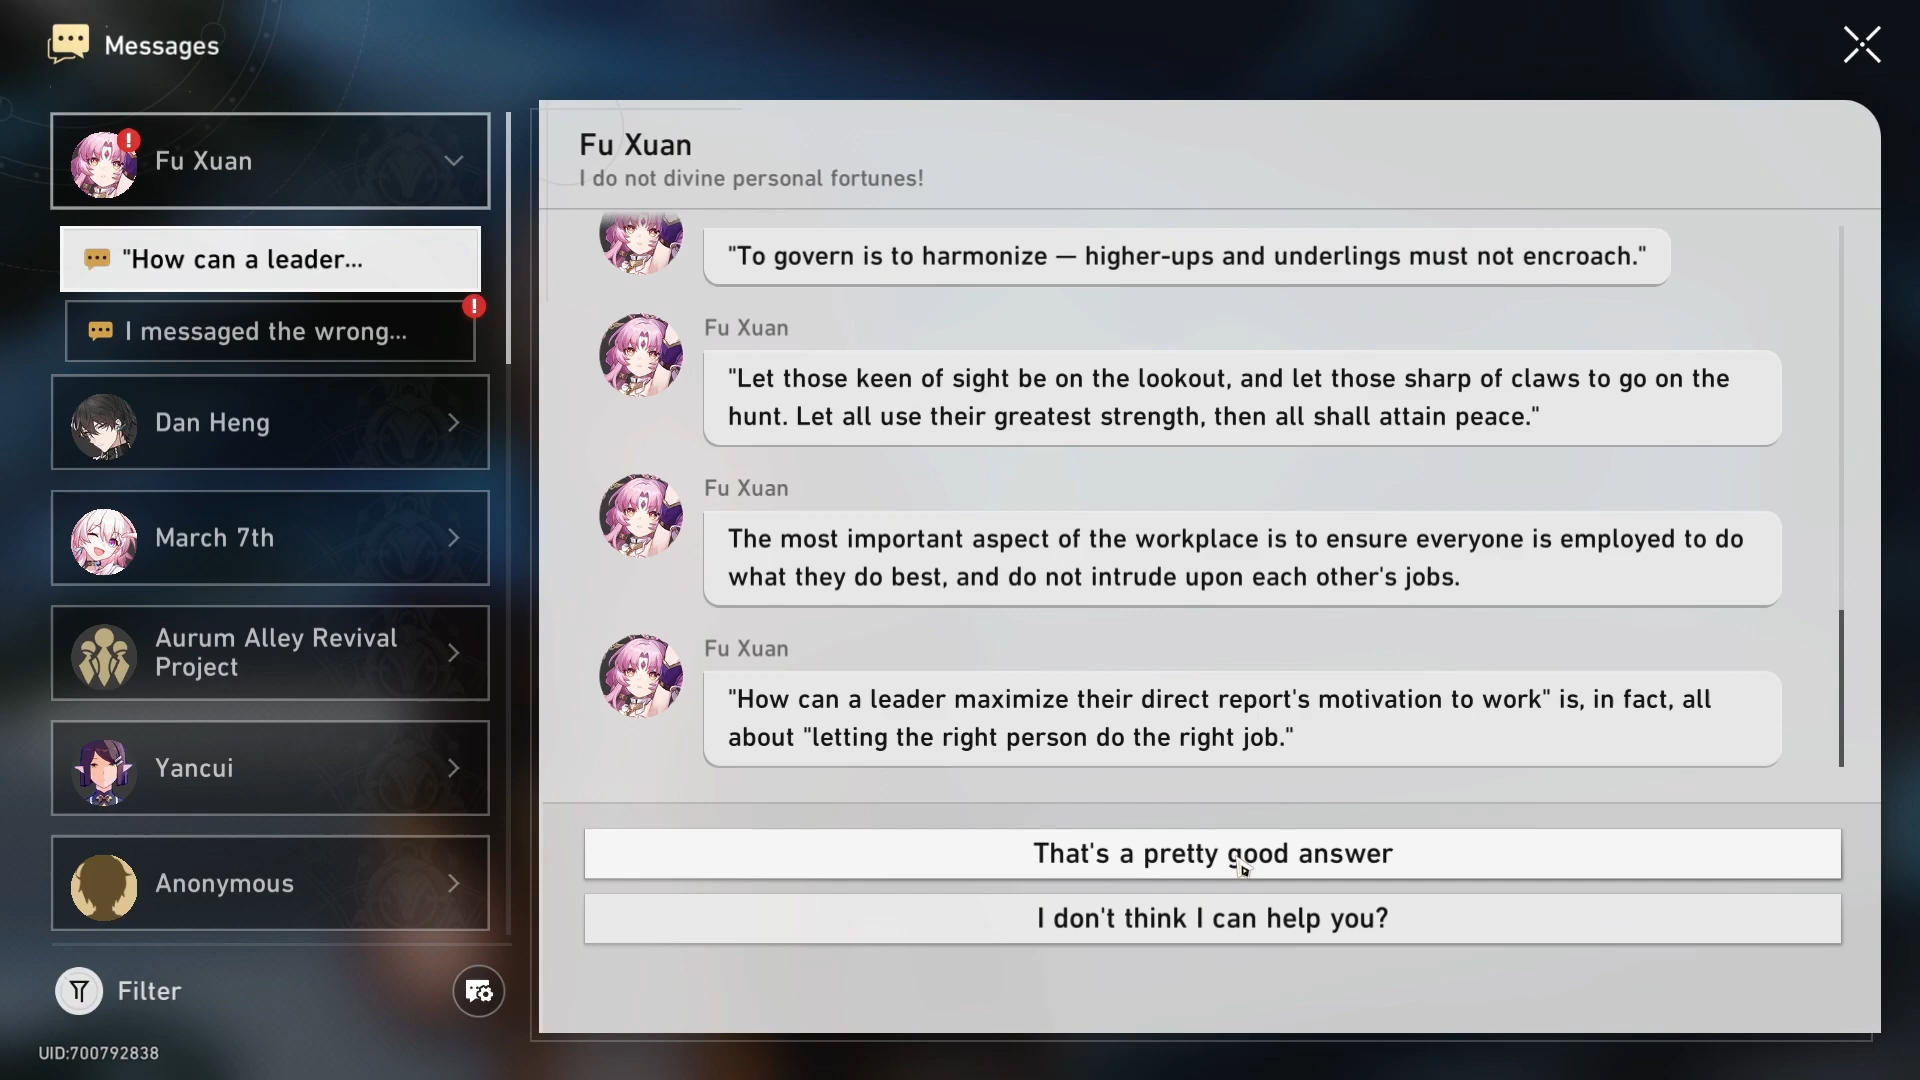 Messages
Fu Xuan
"How can a leader...
I messaged the wrong...
Dan Heng
March 7th
Aurum Alley Revival
Project
Yancui
Anonymous
Filter
UID:700792838
Fu Xuan
I do not divine personal fortunes!
"To govern is to harmonize — higher-ups and underlings must not encroach."
Fu Xuan
"Let those keen of sight be on the lookout, and let those sharp of claws to go on the
hunt. Let all use their greatest strength, then all shall attain peace."
Fu Xuan
The most important aspect of the workplace is to ensure everyone is employed to do
what they do best, and do not intrude upon each other's jobs.
Fu Xuan
"How can a leader maximize their direct report's motivation to work" is, in fact, all
about "letting the right person do the right job."
That's a pretty good answer
I don't think I can help you?